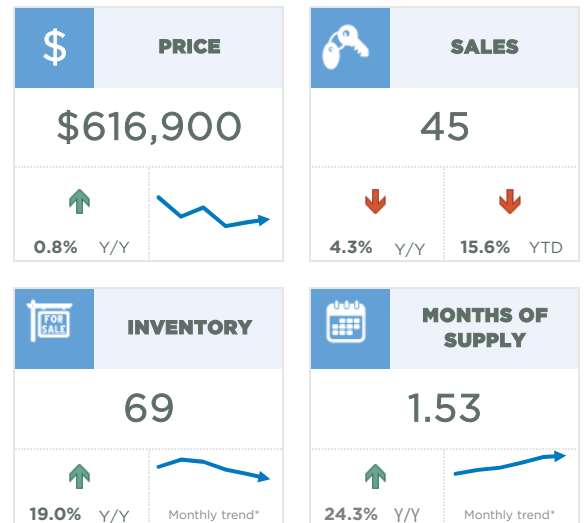 $
PRICE
$616,900
0.8% Y/Y
SALES
45
4.3% Y/Y
15.6% YTD
FOR
SALE
INVENTORY
69
19.0% Y/Y
Monthly trend*
MONTHS OF
SUPPLY
1.53
24.3% Y/Y
Monthly trend*